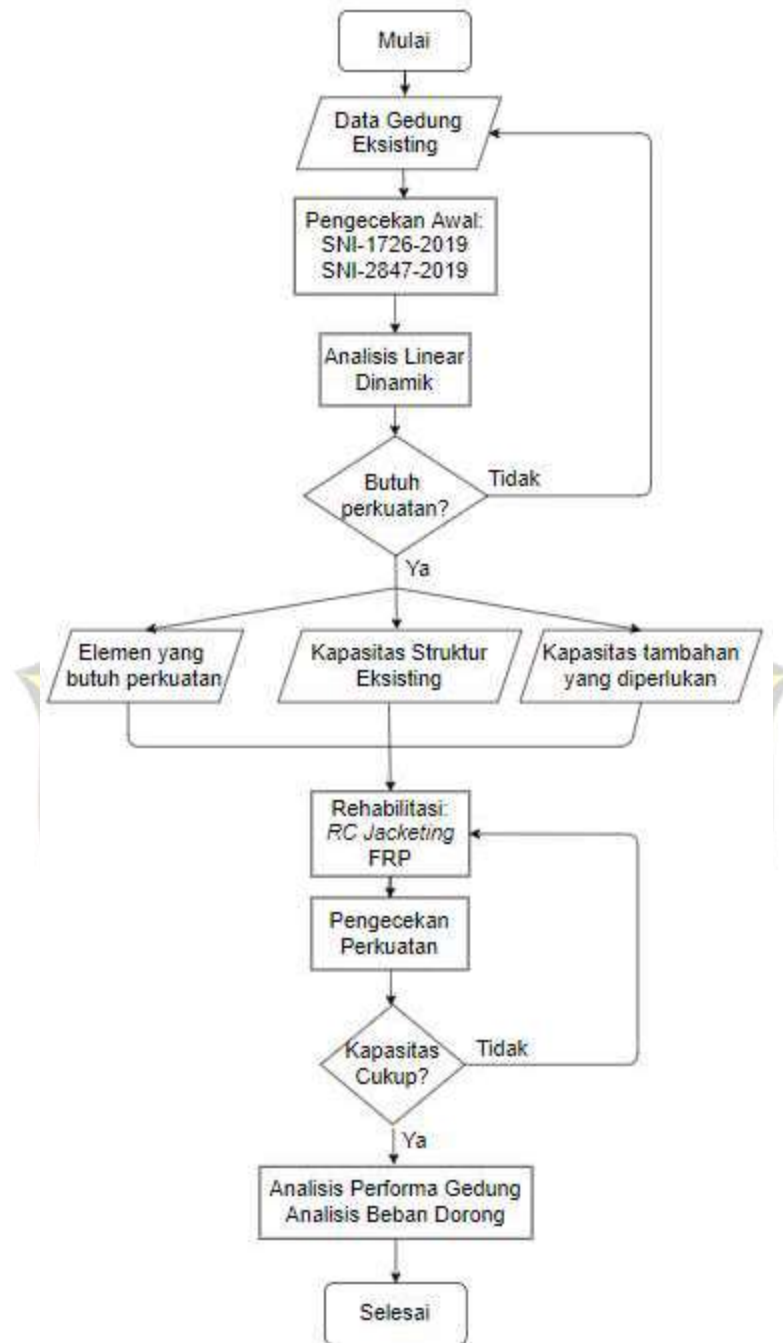 Mulai
Data Gedung
Eksisting
Pengecekan Awal:
SNI-1726-2019
SNI-2847-2019
Analisis Linear
Dinamik
Butuh
perkuatan?
Tidak
Ya
Elemen yang
butuh perkuatan
Kapasitas Struktur
Eksisting
Kapasitas tambahan
yang diperlukan
Rehabilitasi:
RC Jacketing
FRP
Pengecekan
Perkuatan
Kapasitas
Cukup?
Tidak
Ya
Analisis Performa Gedung
Analisis Beban Dorong
Selesai